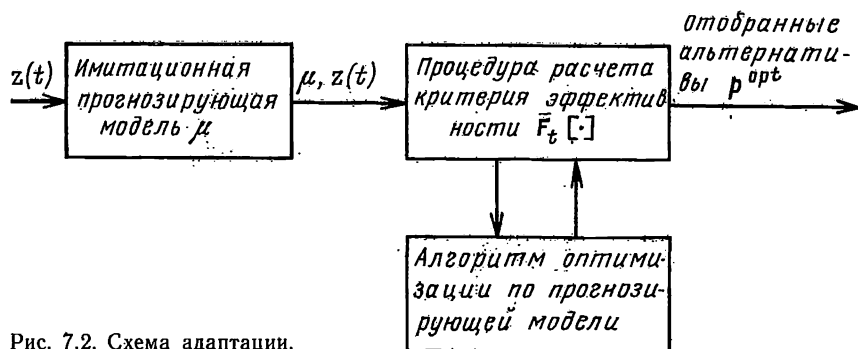 z(t)
Имитационная
прогнозирующая
модель μ
μ, z(t)
Процедура расчета
критерия эффектив
ности F̄ₜ [·]
отобранные
альтернати-
вы p^opt
Алгоритм оптими-
зации по прогнозу-
рующей модели
Рис. 7.2. Схема адаптации.